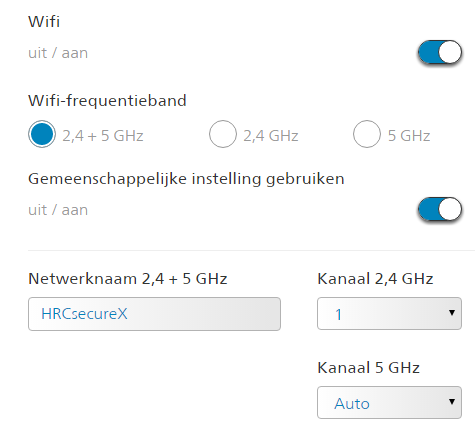 Wifi
uit / aan
Wifi-frequentieband
2,4 + 5 GHz 2,4 GHz 5 GHz
Gemeenschappelijke instelling gebruiken
uit / aan
Netwerknaam 2,4 + 5 GHz Kanaal 2,4 GHz
HRCsecureX 1
Kanaal 5 GHz
Auto